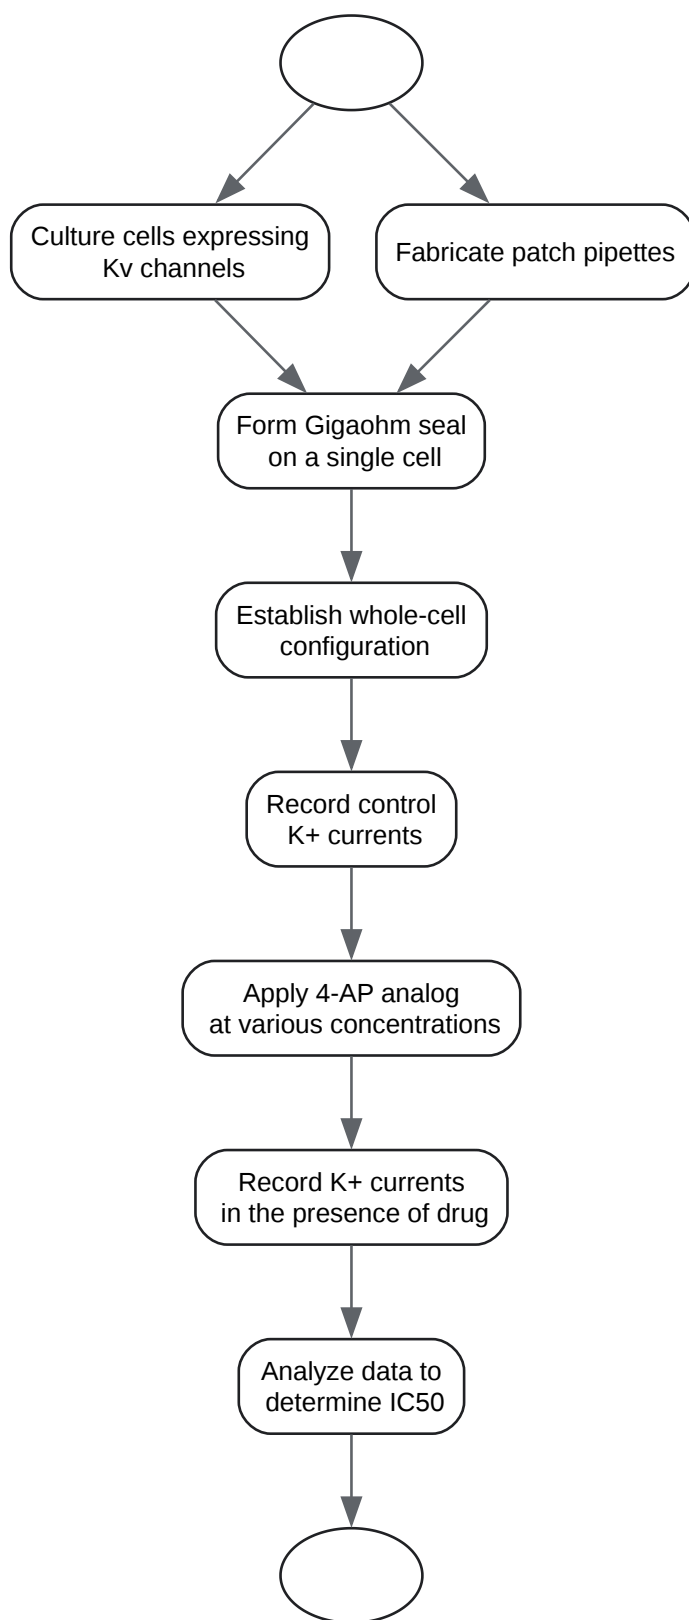 Culture cells expressing
Kv channels
Fabricate patch pipettes
Form Gigaohm seal
on a single cell
Establish whole-cell
configuration
Record control
K+ currents
Apply 4-AP analog
at various concentrations
Record K+ currents
in the presence of drug
Analyze data to
determine IC50